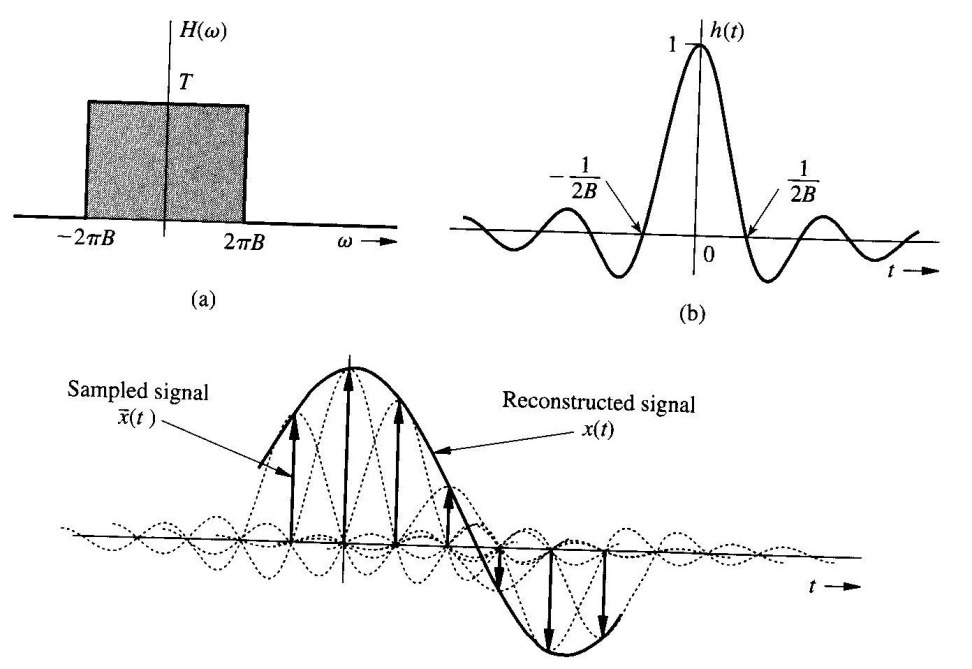 H(ω)
T
−2πB
2πB
ω →
(a)
h(t)
1
− 1/2B
1/2B
0
t →
(b)
Sampled signal
x̄(t )
Reconstructed signal
x(t)
t →